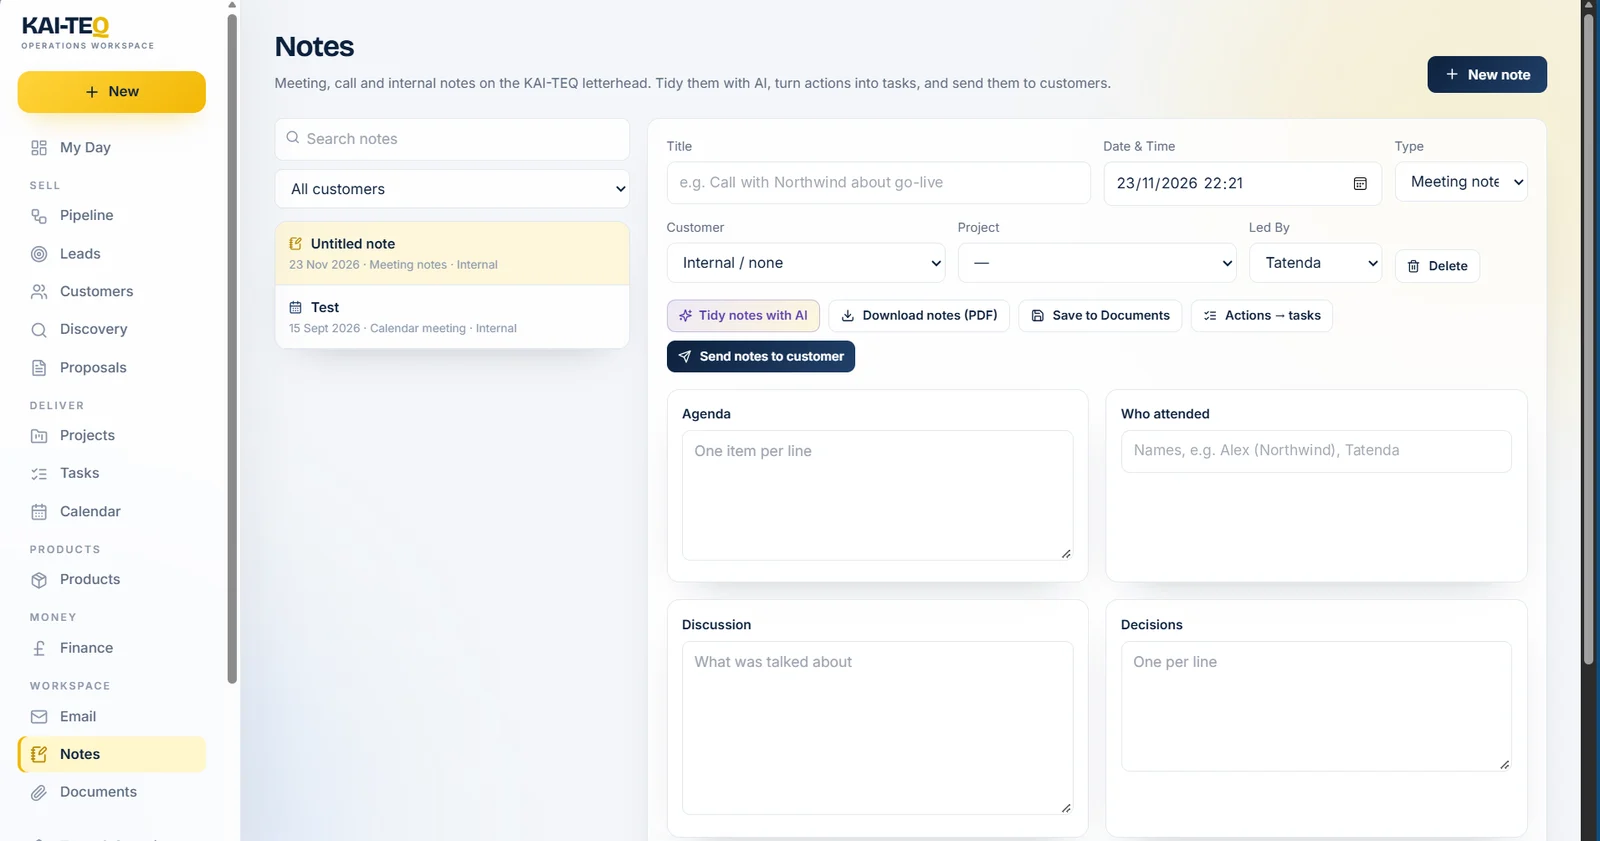 KAI-TEQ
OPERATIONS WORKSPACE
+ New
My Day
SELL
Pipeline
Leads
Customers
Discovery
Proposals
DELIVER
Projects
Tasks
Calendar
PRODUCTS
Products
MONEY
Finance
WORKSPACE
Email
Notes
Documents
Notes
Meeting, call and internal notes on the KAI-TEQ letterhead. Tidy them with AI, turn actions into tasks, and send them to customers.
+ New note
Search notes
All customers
Untitled note
23 Nov 2026 · Meeting notes · Internal
Test
15 Sept 2026 · Calendar meeting · Internal
Title
e.g. Call with Northwind about go-live
Date & Time
23/11/2026 22:21
Type
Meeting note
Customer
Internal / none
Project
—
Led By
Tatenda
Delete
Tidy notes with AI
Download notes (PDF)
Save to Documents
Actions → tasks
Send notes to customer
Agenda
One item per line
Who attended
Names, e.g. Alex (Northwind), Tatenda
Discussion
What was talked about
Decisions
One per line